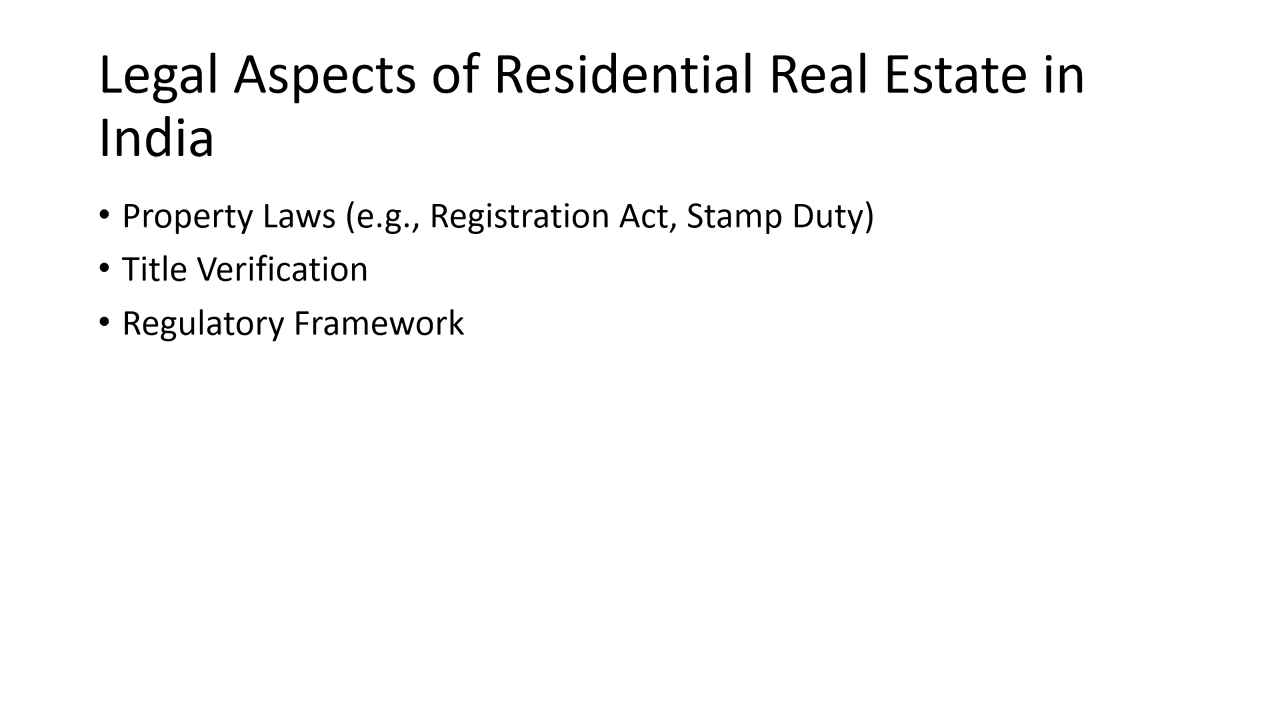 Legal Aspects of Residential Real Estate in
India
• Property Laws (e.g., Registration Act, Stamp Duty)
• Title Verification
• Regulatory Framework